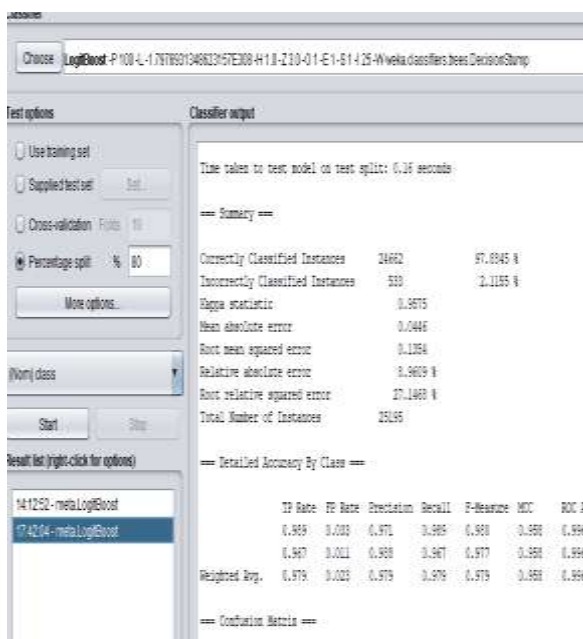 Classifier
Choose LogitBoost -P 100 -L -1.7976931348623157E308 -H 1.0 -Z 3.0 -O 1 -E 1 -S 1 -I 25 -W weka.classifiers.trees.DecisionStump
Test options
Classifier output
Use training set
Supplied test set Set...
Cross-validation Folds 10
Percentage split % 80
More options...
(Nom) class
Start Stop
Result list (right-click for options)
14:12:52 - meta.LogitBoost
17:42:04 - meta.LogitBoost
Time taken to test model on test split: 0.16 seconds
=== Summary ===
Correctly Classified Instances 24662 97.8845 %
Incorrectly Classified Instances 533 2.1155 %
Kappa statistic 0.9575
Mean absolute error 0.0446
Root mean squared error 0.1354
Relative absolute error 8.9609 %
Root relative squared error 27.1468 %
Total Number of Instances 25195
=== Detailed Accuracy By Class ===
TP Rate FP Rate Precision Recall F-Measure MCC ROC A
0.989 0.033 0.971 0.989 0.980 0.958 0.996
0.967 0.011 0.988 0.967 0.977 0.958 0.996
Weighted Avg. 0.979 0.023 0.979 0.979 0.979 0.958 0.996
=== Confusion Matrix ===